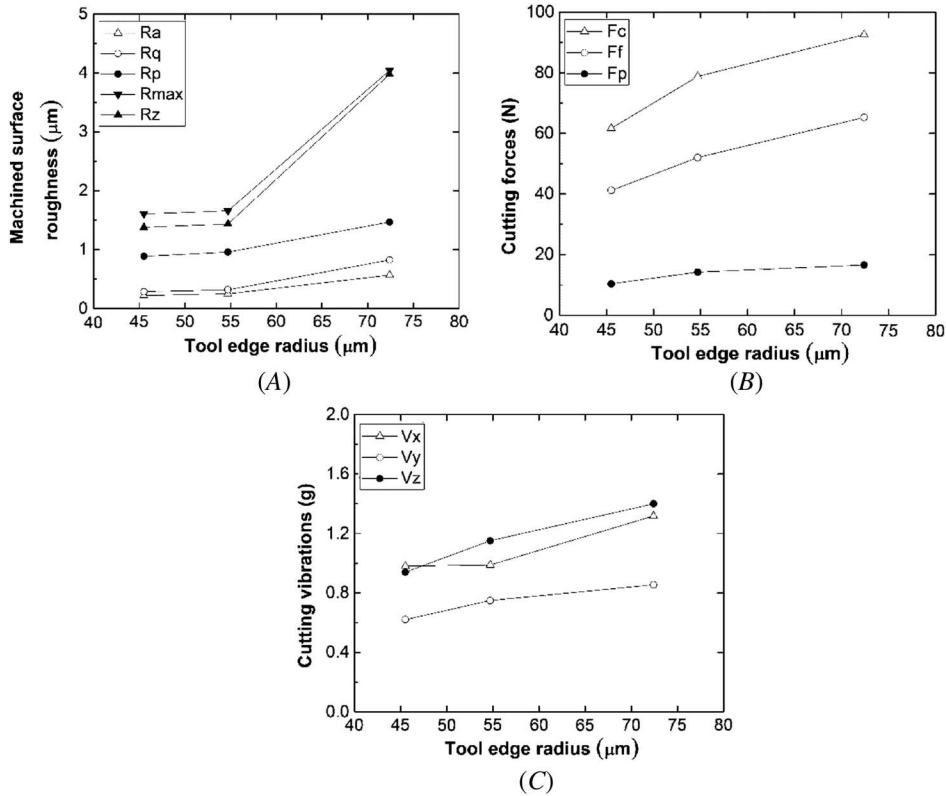 Ra
Rq
Rp
Rmax
Rz
5
4
3
2
1
0
Machined surface
roughness (μm)
40 45 50 55 60 65 70 75 80
Tool edge radius (μm)
(A)
Fc
Ff
Fp
100
80
60
40
20
0
Cutting forces (N)
40 45 50 55 60 65 70 75 80
Tool edge radius (μm)
(B)
Vx
Vy
Vz
2.0
1.6
1.2
0.8
0.4
0.0
Cutting vibrations (g)
40 45 50 55 60 65 70 75 80
Tool edge radius (μm)
(C)